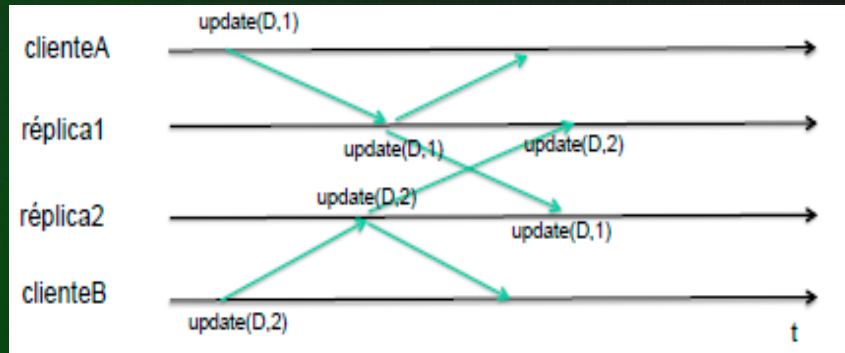 update(D,1)
clienteA
réplica1
update(D,1)
update(D,2)
update(D,2)
réplica2
update(D,1)
clienteB
update(D,2)
t